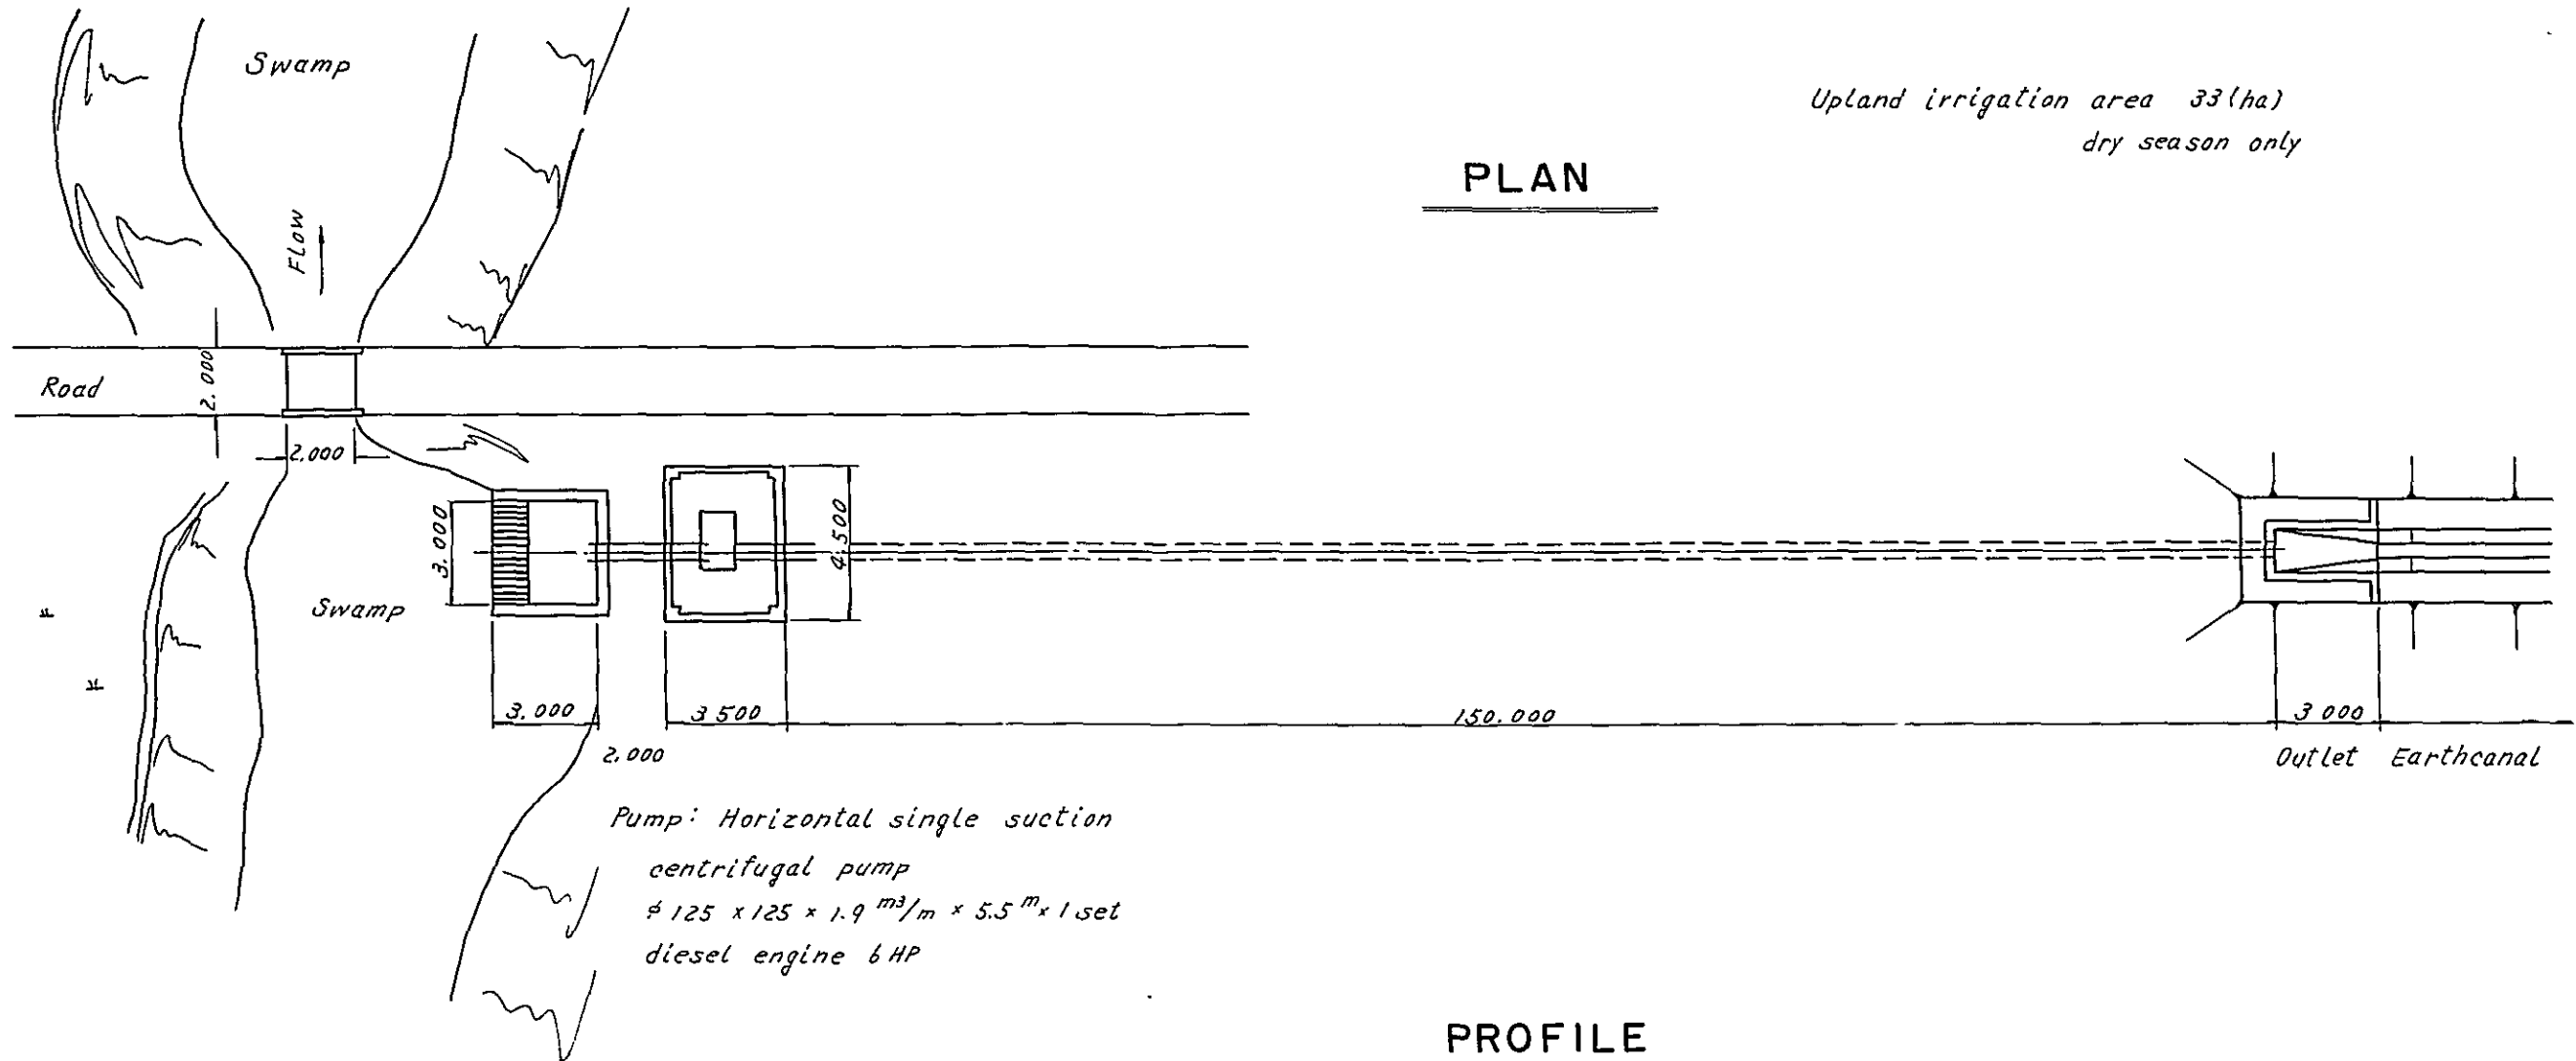 Swamp
Upland irrigation area 33(ha)
dry season only
PLAN
Flow
Road
2.000
2.000
3.000
4.500
Swamp
3.000
3 500
150.000
3 000
2.000
Outlet Earthcanal
Pump: Horizontal single suction
centrifugal pump
φ 125 x 125 x 1.9 m³/m x 5.5 m x 1 set
diesel engine 6 HP
PROFILE